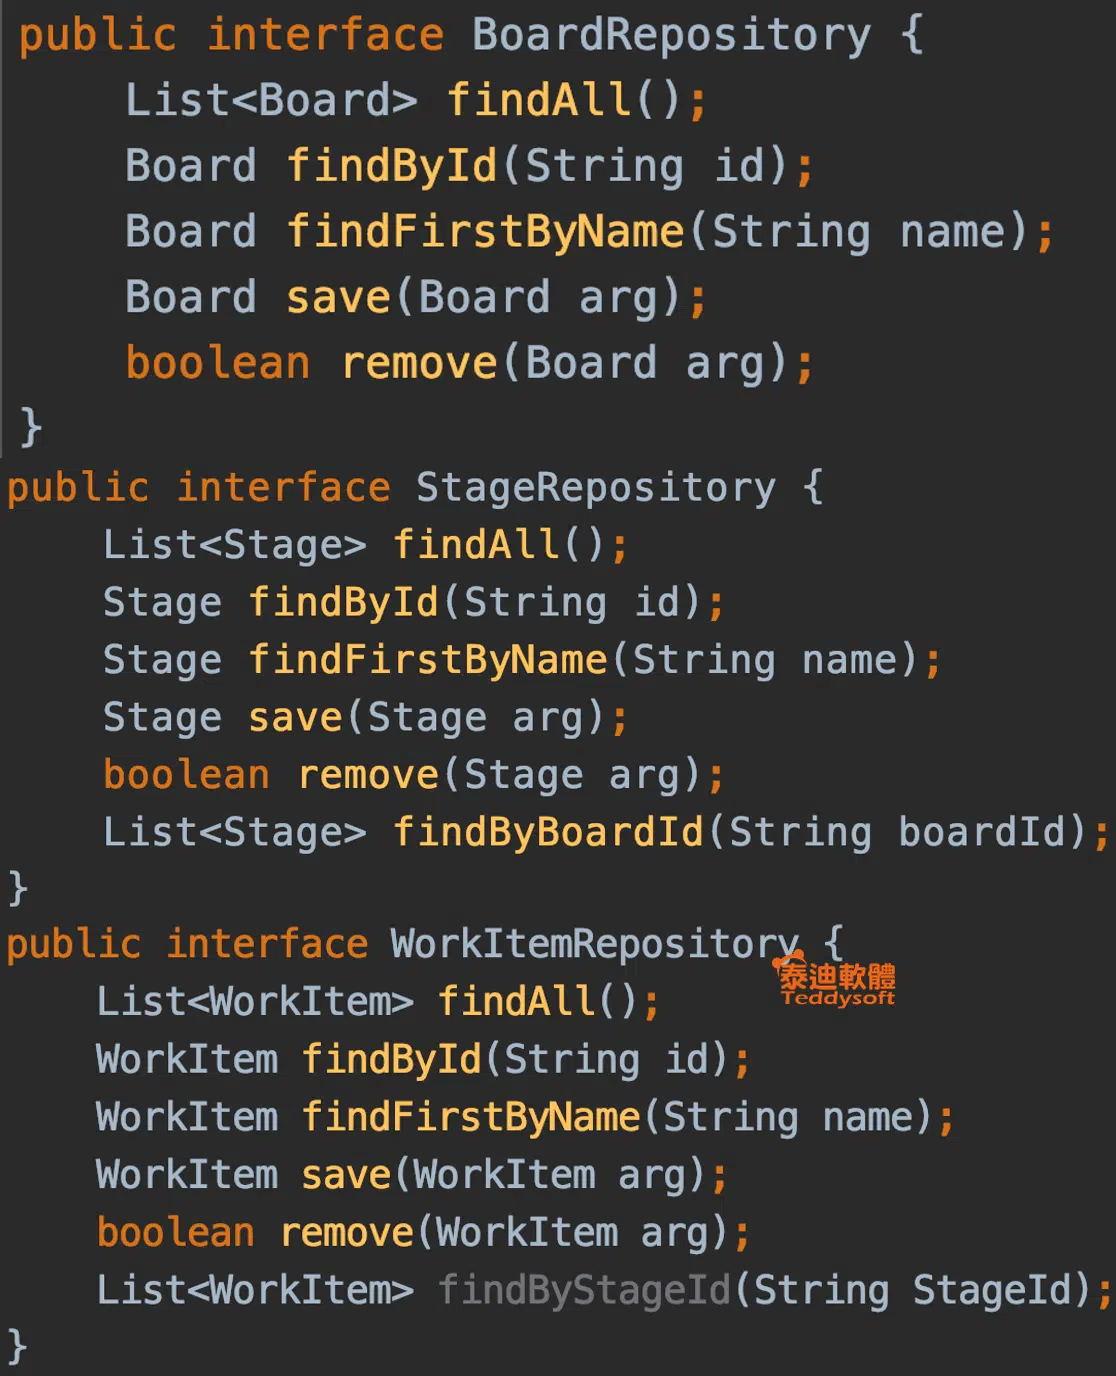 public interface BoardRepository {
List<Board> findAll();
Board findById(String id);
Board findFirstByName(String name);
Board save(Board arg);
boolean remove(Board arg);
}
public interface StageRepository {
List<Stage> findAll();
Stage findById(String id);
Stage findFirstByName(String name);
Stage save(Stage arg);
boolean remove(Stage arg);
List<Stage> findByBoardId(String boardId);
}
public interface WorkItemRepository {
泰迪軟體
Teddysoft
List<WorkItem> findAll();
WorkItem findById(String id);
WorkItem findFirstByName(String name);
WorkItem save(WorkItem arg);
boolean remove(WorkItem arg);
List<WorkItem> findByStageId(String StageId);
}